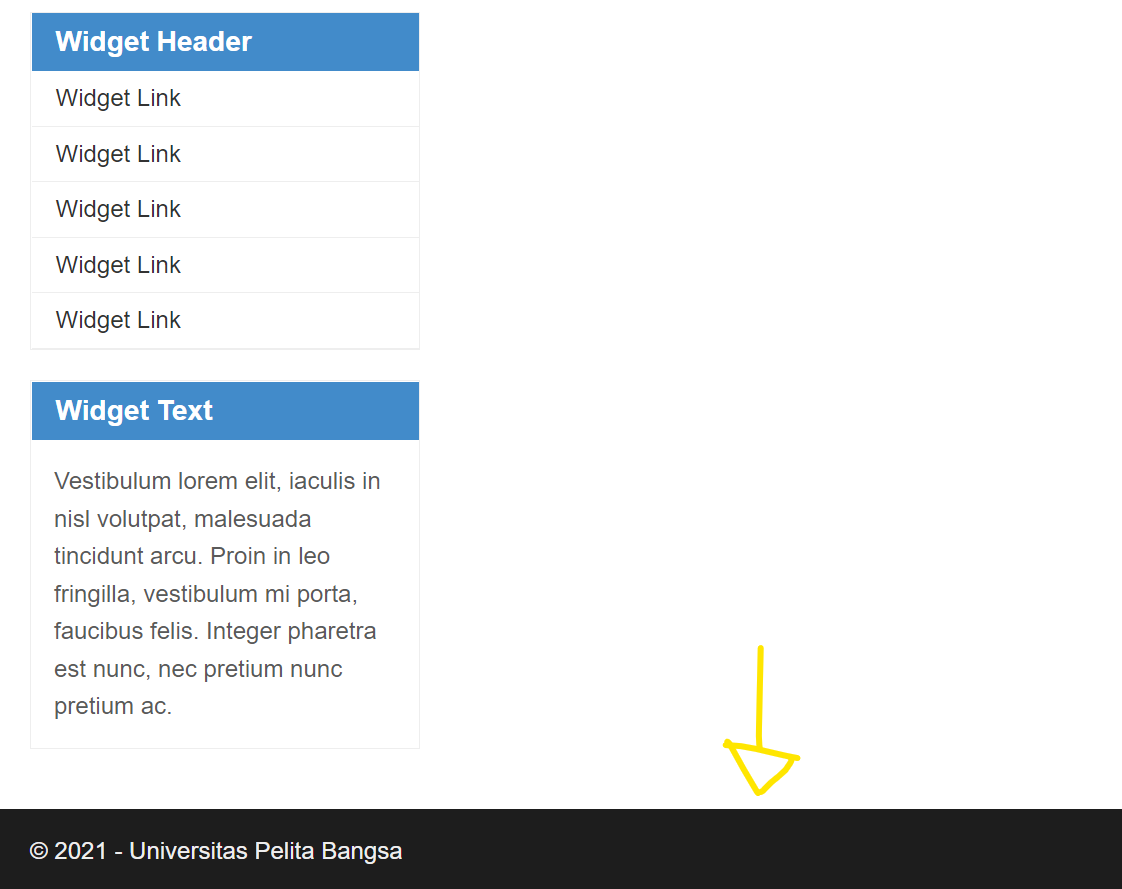 Widget Header
Widget Link
Widget Link
Widget Link
Widget Link
Widget Link
Widget Text
Vestibulum lorem elit, iaculis in
nisl volutpat, malesuada
tincidunt arcu. Proin in leo
fringilla, vestibulum mi porta,
faucibus felis. Integer pharetra
est nunc, nec pretium nunc
pretium ac.
© 2021 - Universitas Pelita Bangsa